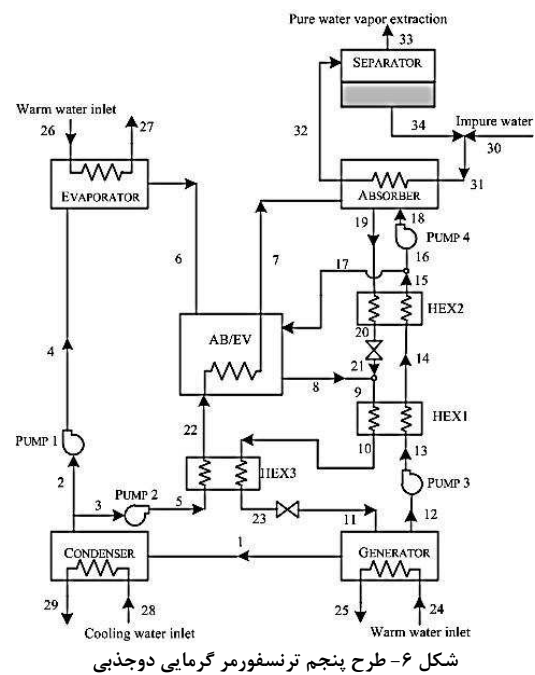 Pure water vapor extraction
33
SEPARATOR
Warm water inlet
26
27
32
34
Impure water
30
31
EVAPORATOR
ABSORBER
18
19
PUMP 4
16
6
7
17
15
HEX2
20
AB/EV
21
14
4
8
9
HEX1
22
10
13
PUMP 1
HEX3
2
PUMP 2
5
PUMP 3
3
23
11
12
CONDENSER
1
GENERATOR
29
28
25
24
Cooling water inlet
Warm water inlet
شکل ۶- طرح پنجم ترنسفورمر گرمایی دوجذبی